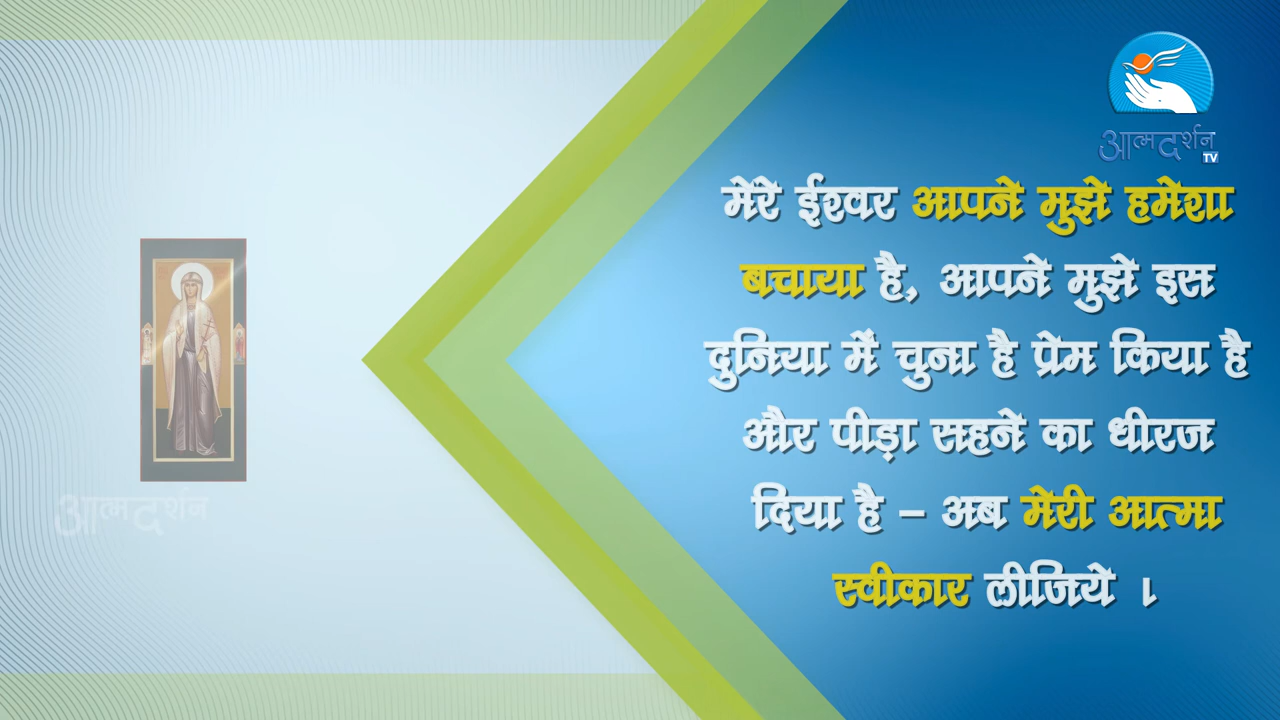 आत्मदर्शन
TV
मेरे ईश्वर आपने मुझे हमेशा
बचाया है, आपने मुझे इस
दुनिया में चुना है प्रेम किया है
और पीड़ा सहने का धीरज
दिया है – अब मेरी आत्मा
स्वीकार लीजिये ।
आत्मदर्शन